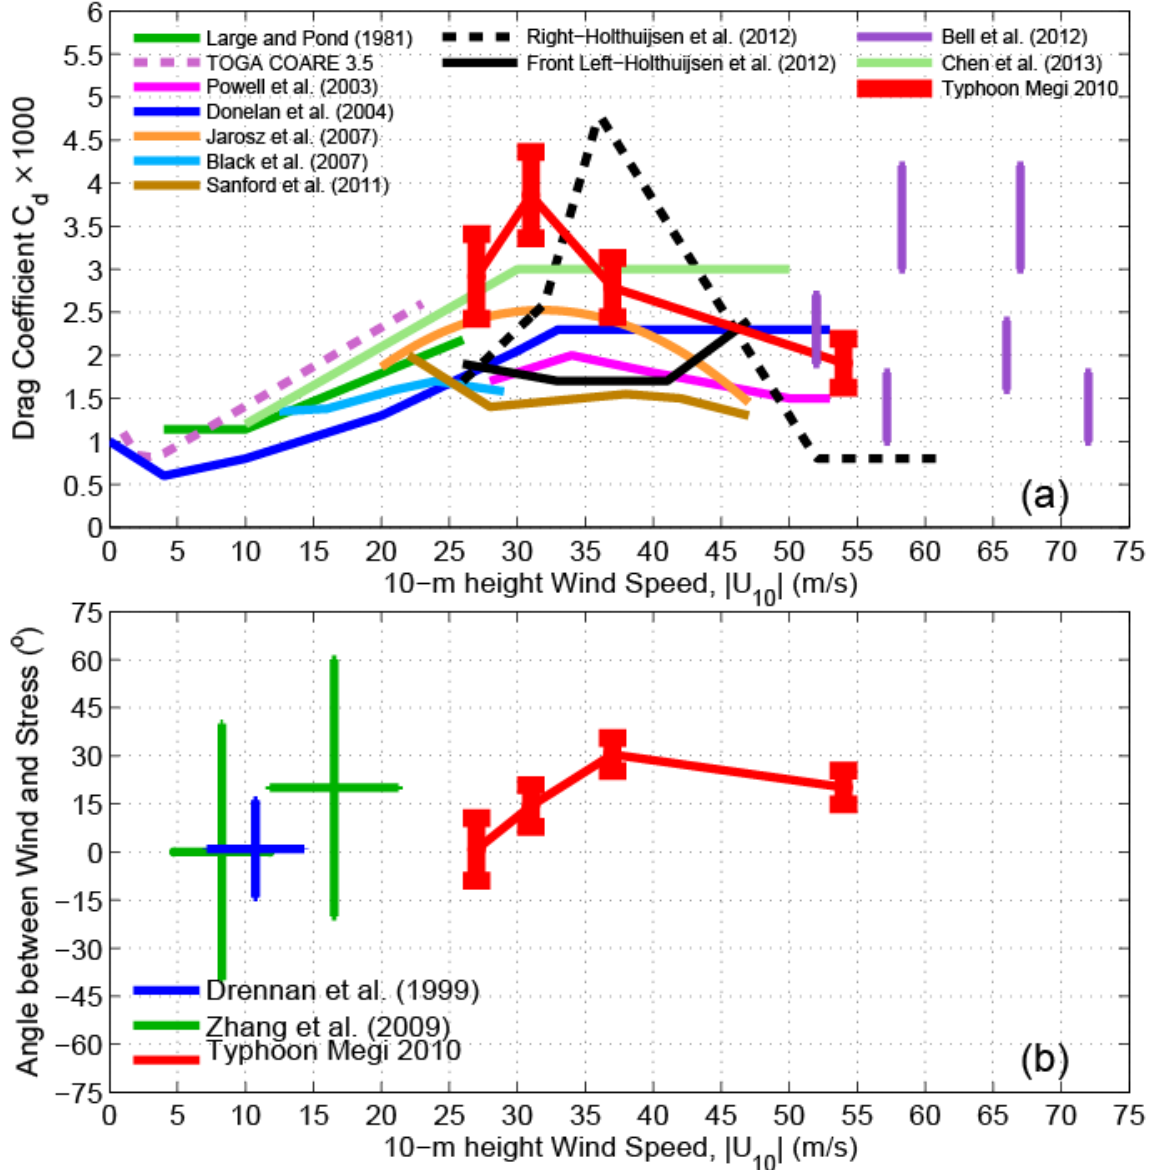 6
5.5
5
4.5
4
3.5
3
2.5
2
1.5
1
0.5
0
Drag Coefficient C_d × 1000
Large and Pond (1981)
TOGA COARE 3.5
Powell et al. (2003)
Donelan et al. (2004)
Jarosz et al. (2007)
Black et al. (2007)
Sanford et al. (2011)
Right−Holthuijsen et al. (2012)
Front Left−Holthuijsen et al. (2012)
Bell et al. (2012)
Chen et al. (2013)
Typhoon Megi 2010
(a)
0 5 10 15 20 25 30 35 40 45 50 55 60 65 70 75
10−m height Wind Speed, |U_10| (m/s)
75
60
45
30
15
0
−15
−30
−45
−60
−75
Angle between Wind and Stress (°)
Drennan et al. (1999)
Zhang et al. (2009)
Typhoon Megi 2010
(b)
0 5 10 15 20 25 30 35 40 45 50 55 60 65 70 75
10−m height Wind Speed, |U_10| (m/s)